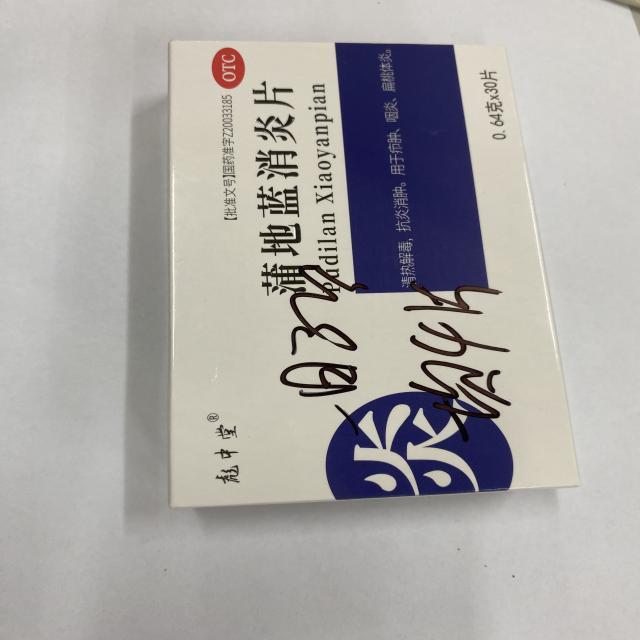 OTC
【批准文号】国药准字Z20033185
蒲地蓝消炎片
Pudilan Xiaoyanpian
清热解毒，抗炎消肿。用于疖肿、咽炎、扁桃体炎。
0.64克x30片
彪中堂®
一日3次
每次4片
炎